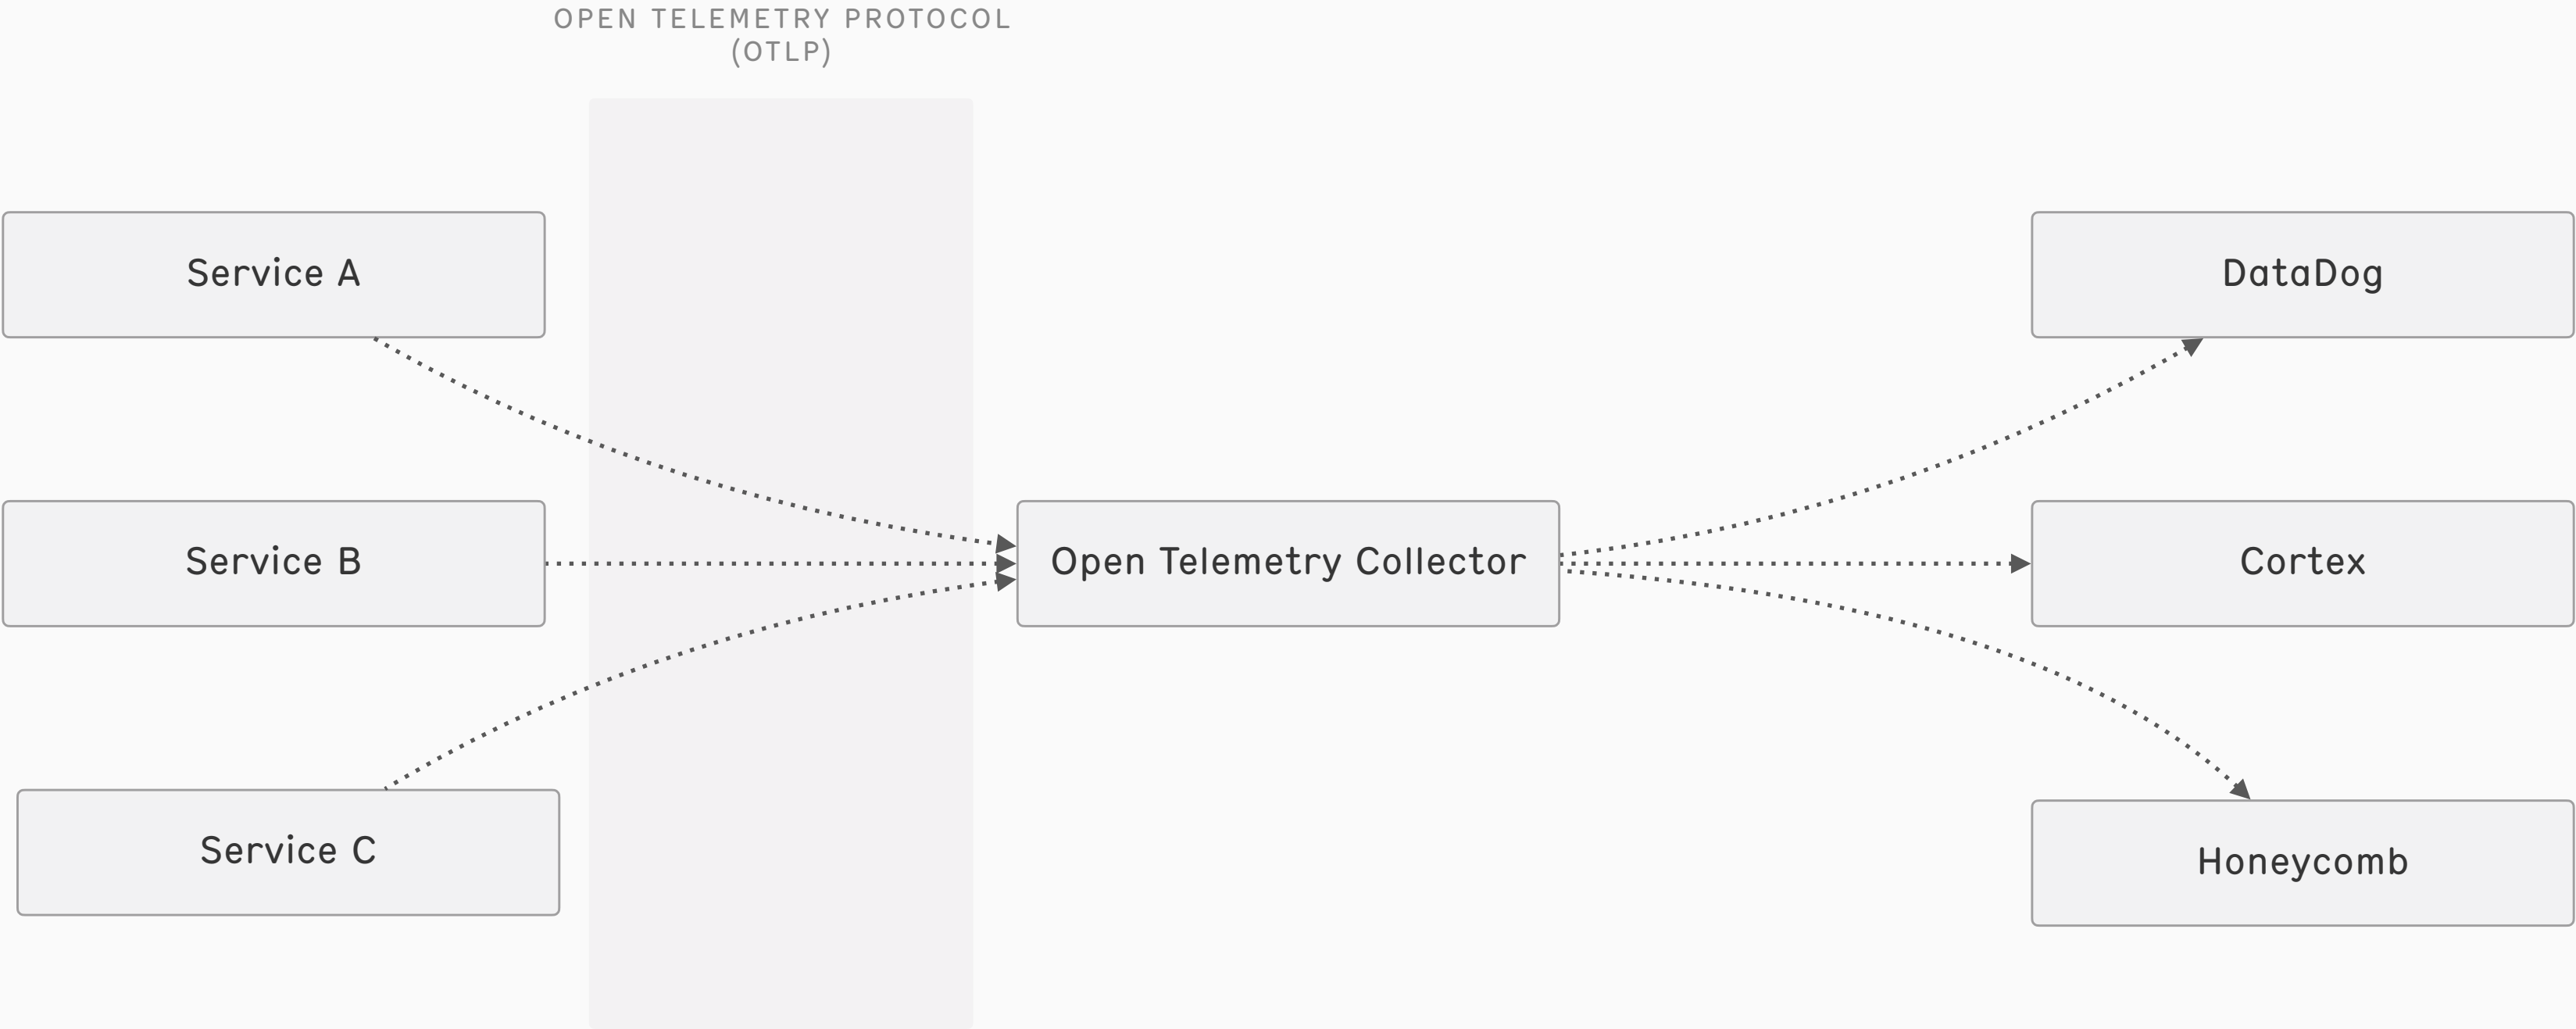 OPEN TELEMETRY PROTOCOL
(OTLP)
Service A
DataDog
Service B
Open Telemetry Collector
Cortex
Service C
Honeycomb